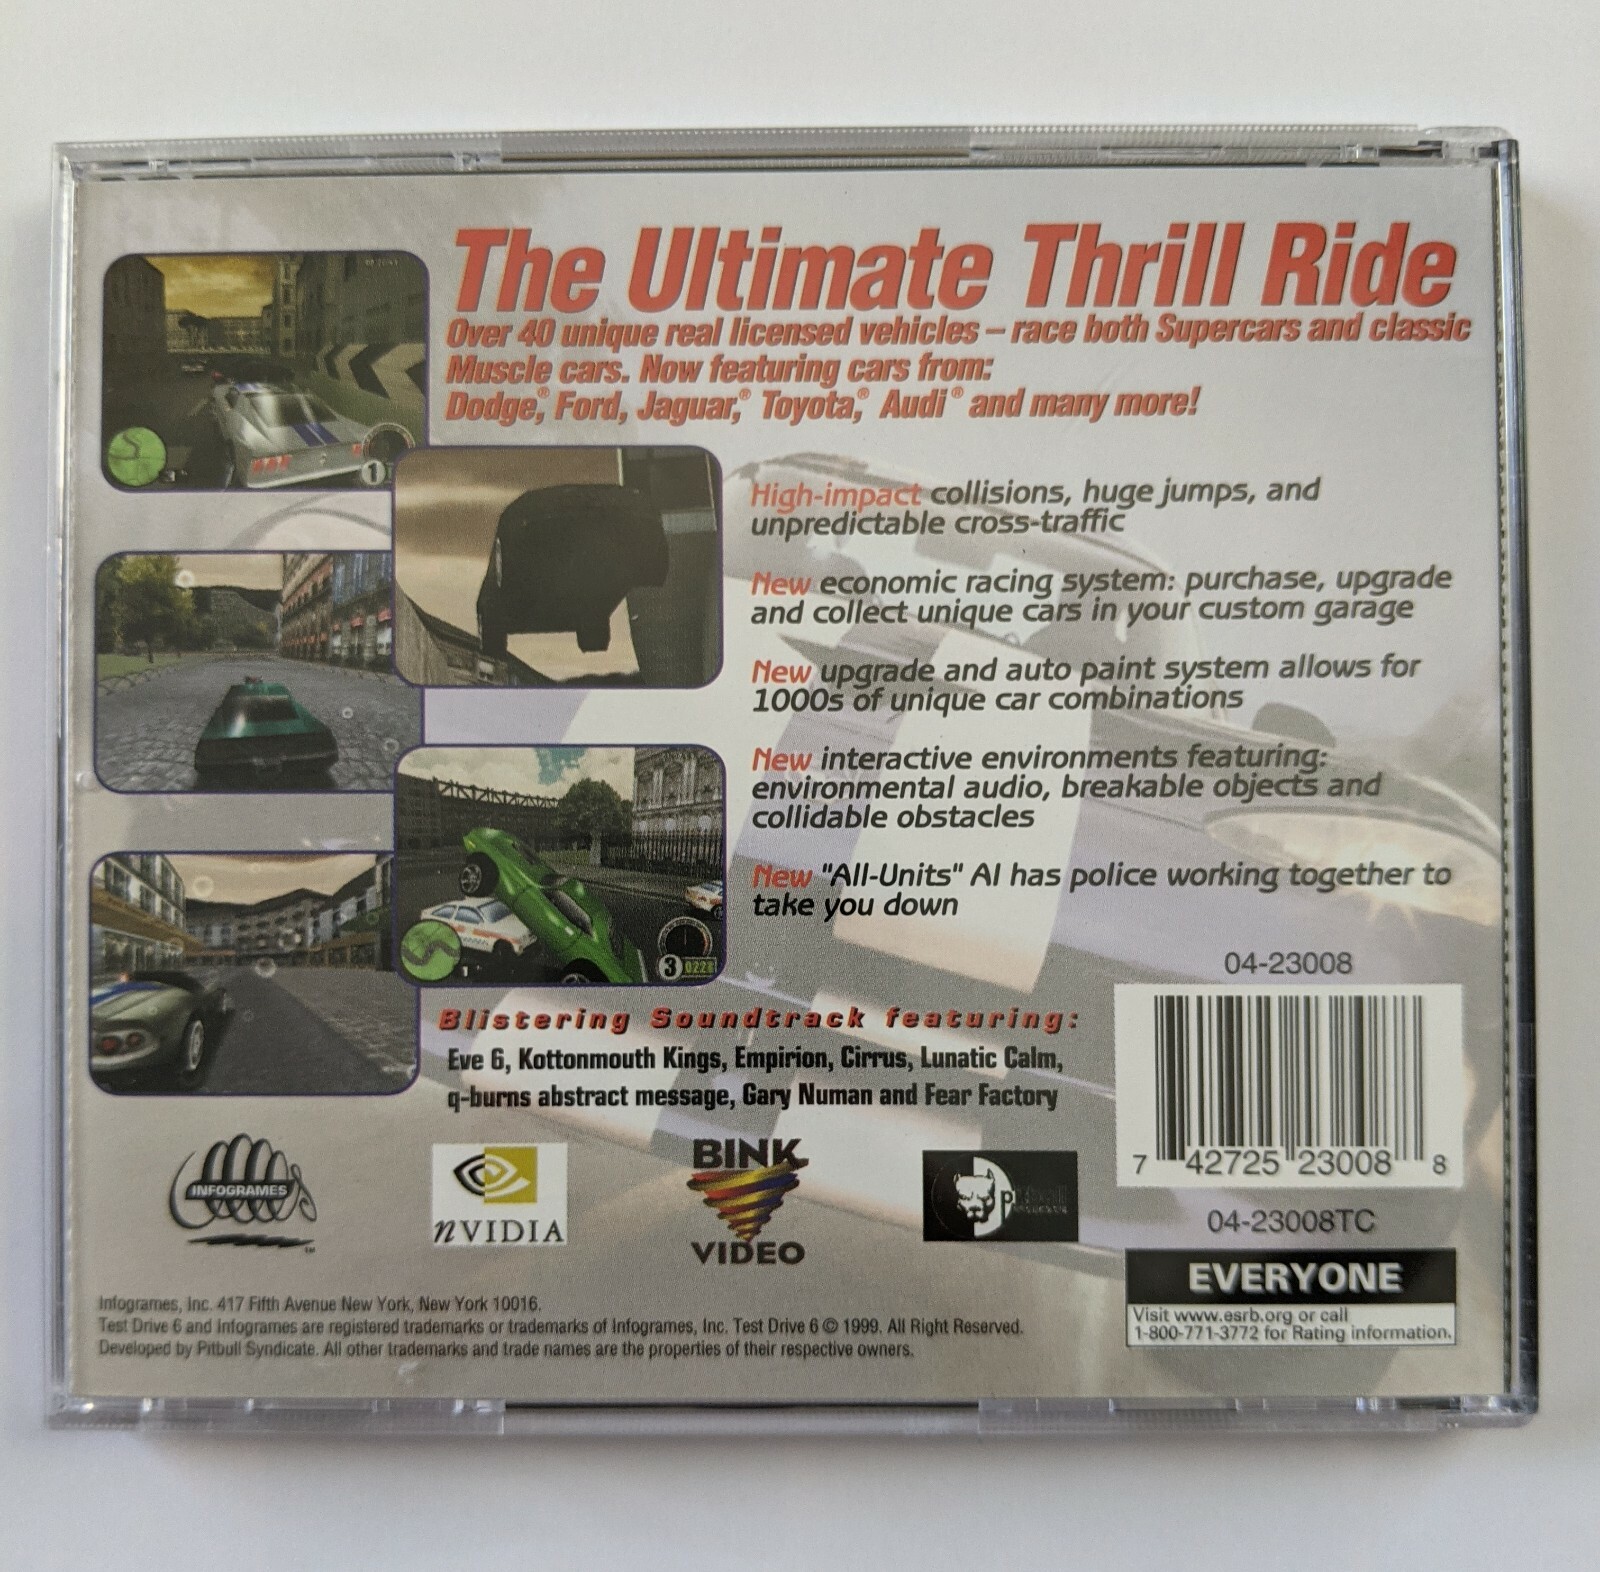 The Ultimate Thrill Ride
Over 40 unique real licensed vehicles – race both Supercars and classic
Muscle cars. Now featuring cars from:
Dodge,® Ford, Jaguar,® Toyota,® Audi® and many more!
High-impact collisions, huge jumps, and
unpredictable cross-traffic
New economic racing system: purchase, upgrade
and collect unique cars in your custom garage
New upgrade and auto paint system allows for
1000s of unique car combinations
New interactive environments featuring:
environmental audio, breakable objects and
collidable obstacles
New "All-Units" AI has police working together to
take you down
1
1
3 0228
Blistering Soundtrack featuring:
Eve 6, Kottonmouth Kings, Empirion, Cirrus, Lunatic Calm,
q-burns abstract message, Gary Numan and Fear Factory
04-23008
7 42725 23008 8
04-23008TC
INFOGRAMES
SM
nVIDIA
BINK
VIDEO
pitbull
EVERYONE
Visit www.esrb.org or call
1-800-771-3772 for Rating information.
Infogrames, Inc. 417 Fifth Avenue New York, New York 10016.
Test Drive 6 and Infogrames are registered trademarks or trademarks of Infogrames, Inc. Test Drive 6 © 1999. All Right Reserved.
Developed by Pitbull Syndicate. All other trademarks and trade names are the properties of their respective owners.